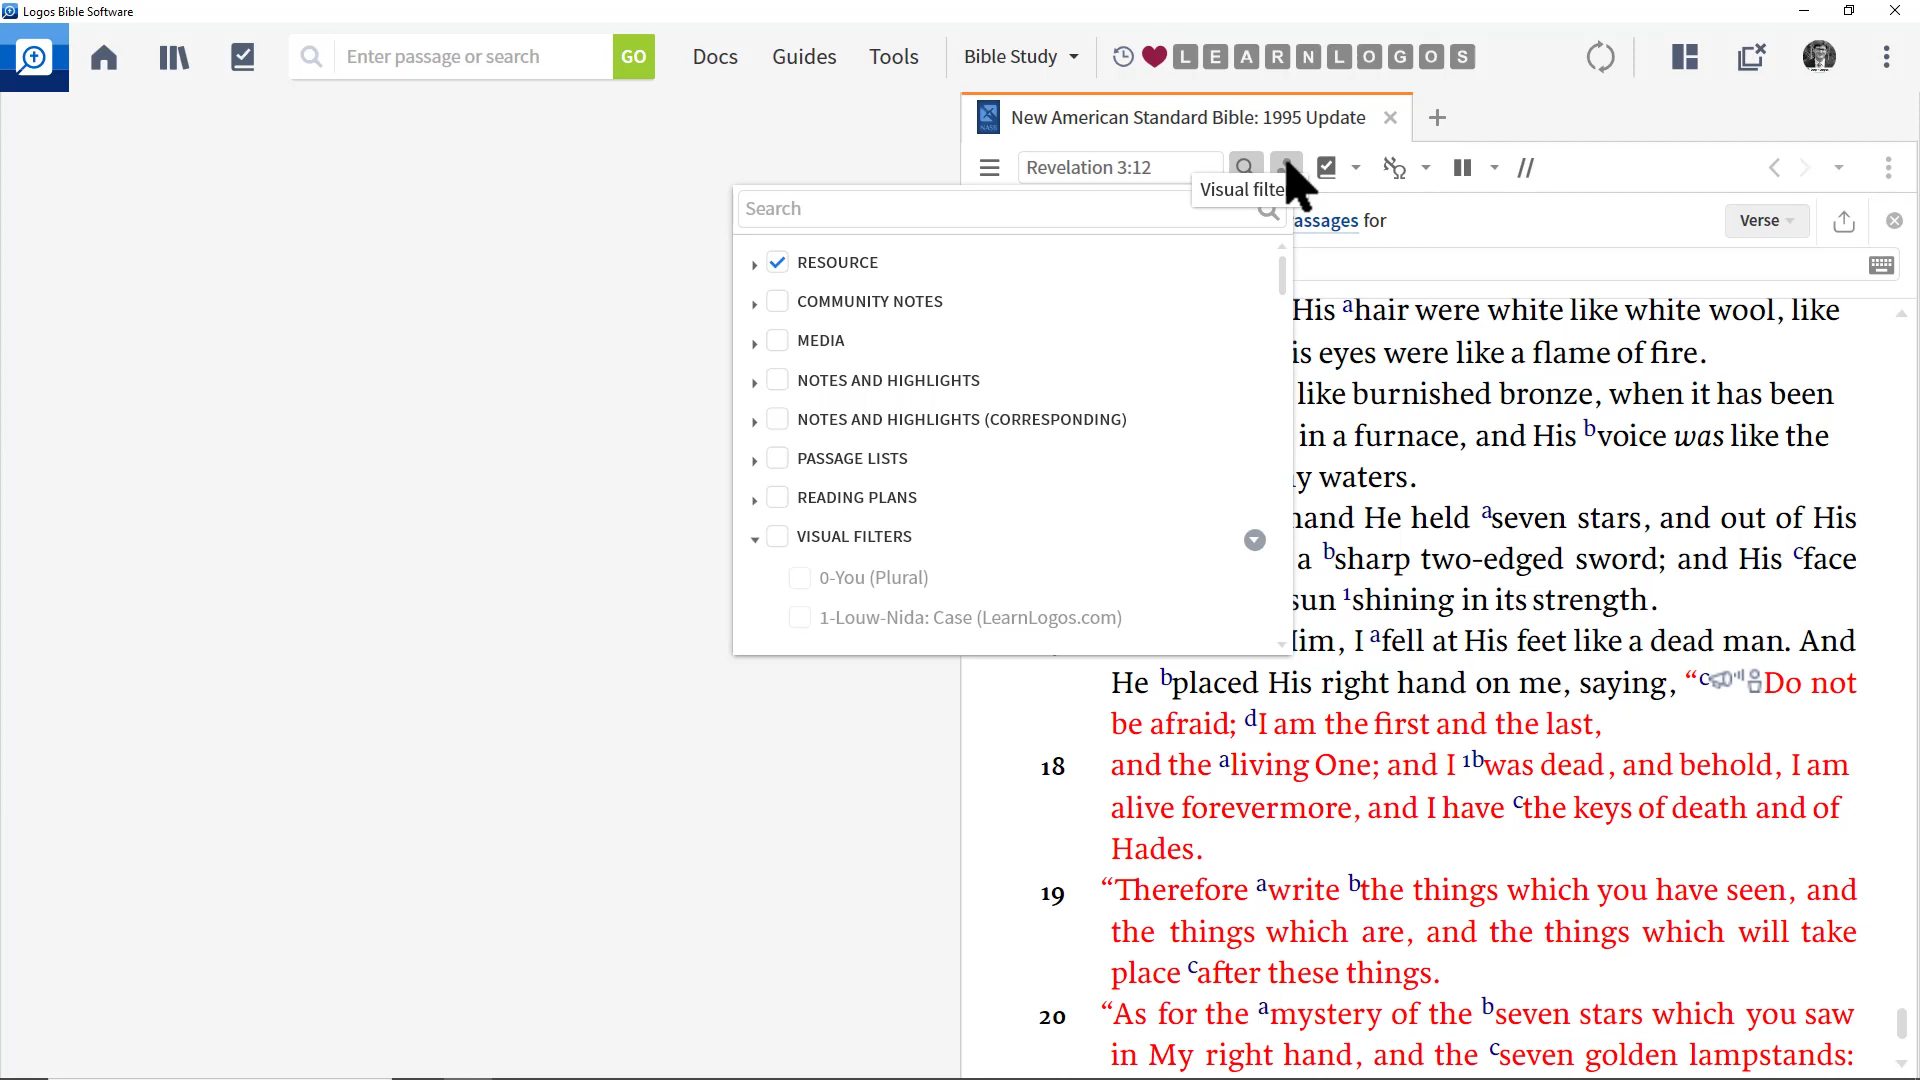 Logos Bible Software
Enter passage or search
GO
Docs
Guides
Tools
Bible Study
L E A R N L O G O S
New American Standard Bible: 1995 Update
Revelation 3:12
Visual filte
Search
assages for
Verse
RESOURCE
COMMUNITY NOTES
MEDIA
NOTES AND HIGHLIGHTS
NOTES AND HIGHLIGHTS (CORRESPONDING)
PASSAGE LISTS
READING PLANS
VISUAL FILTERS
0-You (Plural)
1-Louw-Nida: Case (LearnLogos.com)
His ahair were white like white wool, like
is eyes were like a flame of fire.
like burnished bronze, when it has been
in a furnace, and His bvoice was like the
y waters.
hand He held aseven stars, and out of His
a bsharp two-edged sword; and His cface
sun 1shining in its strength.
Him, I afell at His feet like a dead man. And
He bplaced His right hand on me, saying, “cDo not
be afraid; dI am the first and the last,
18 and the aliving One; and I 1bwas dead, and behold, I am
alive forevermore, and I have cthe keys of death and of
Hades.
19 “Therefore awrite bthe things which you have seen, and
the things which are, and the things which will take
place cafter these things.
20 “As for the amystery of the bseven stars which you saw
in My right hand, and the cseven golden lampstands: